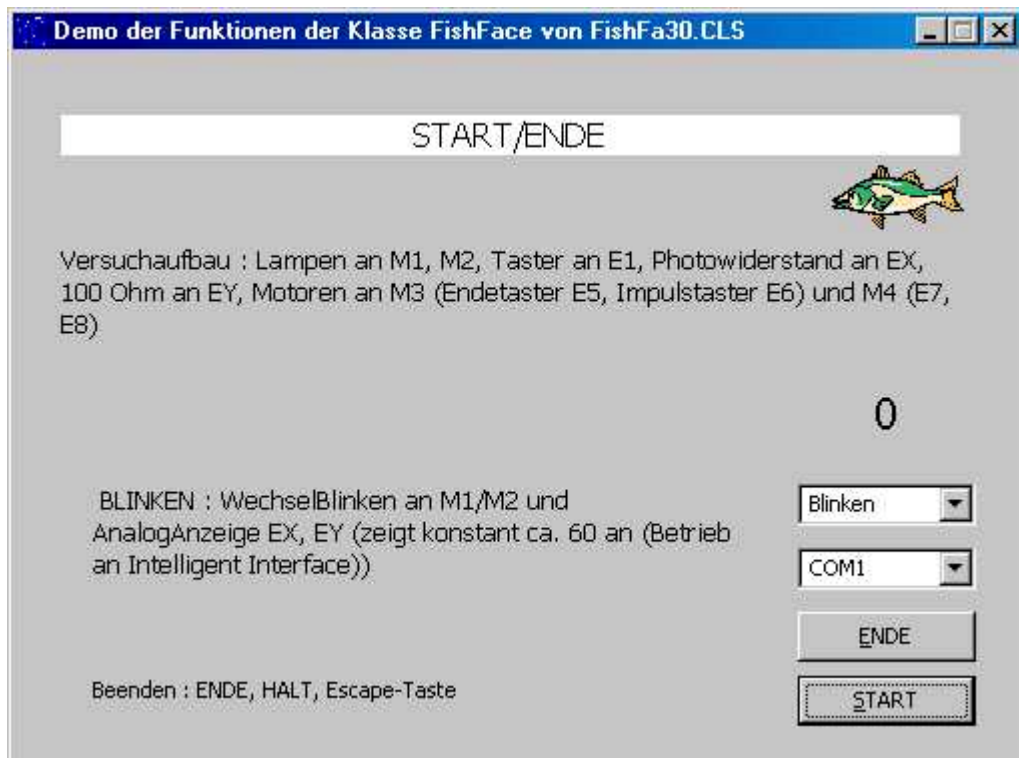 Demo der Funktionen der Klasse FishFace von FishFa30.CLS
START/ENDE
Versuchaufbau : Lampen an M1, M2, Taster an E1, Photowiderstand an EX,
100 Ohm an EY, Motoren an M3 (Endetaster E5, Impulstaster E6) und M4 (E7,
E8)
0
BLINKEN : WechselBlinken an M1/M2 und
AnalogAnzeige EX, EY (zeigt konstant ca. 60 an (Betrieb
an Intelligent Interface))
Blinken
COM1
ENDE
Beenden : ENDE, HALT, Escape-Taste
START